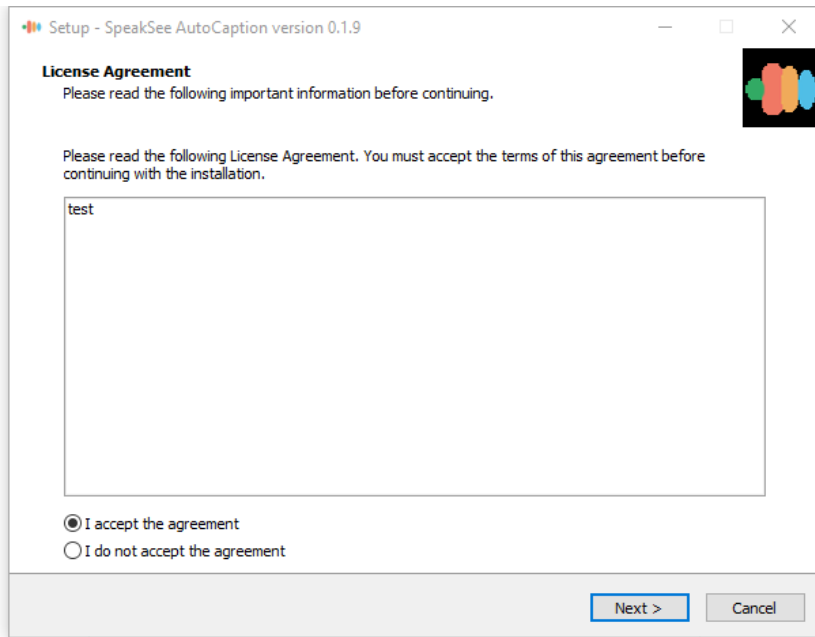 Setup - SpeakSee AutoCaption version 0.1.9
License Agreement
Please read the following important information before continuing.
Please read the following License Agreement. You must accept the terms of this agreement before
continuing with the installation.
test
I accept the agreement
I do not accept the agreement
Next >
Cancel